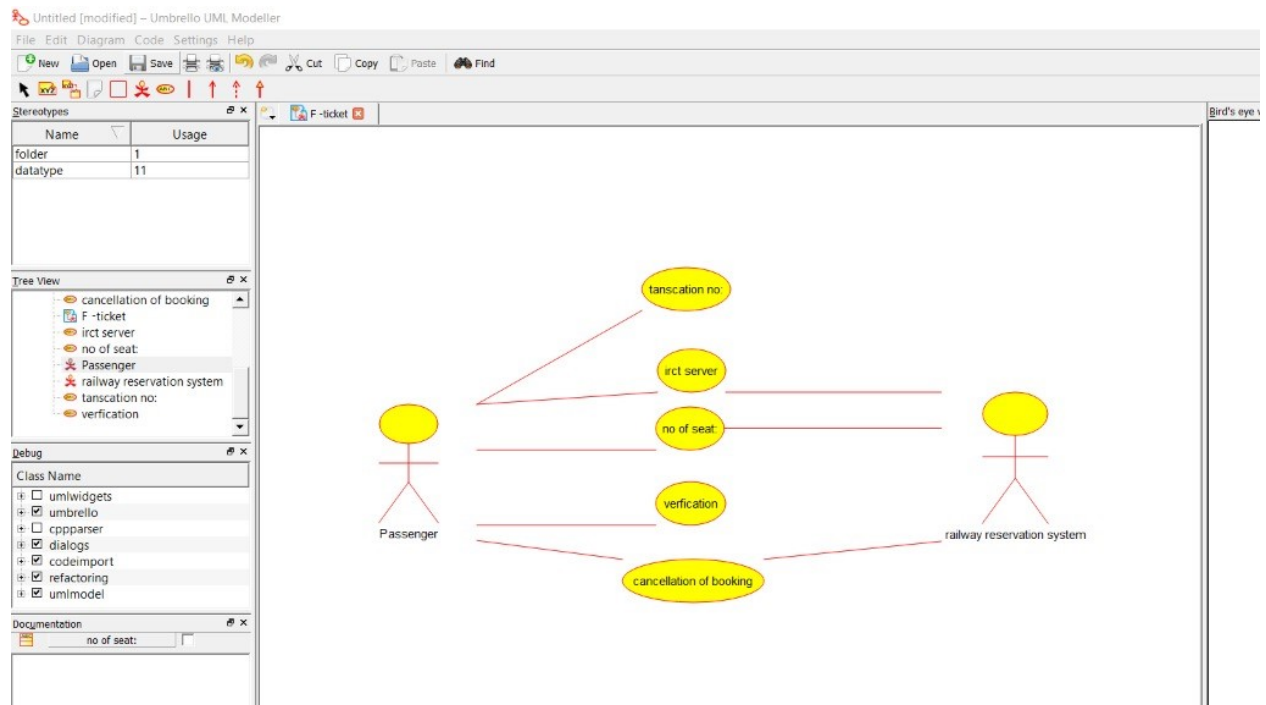 Untitled [modified] – Umbrello UML Modeller
File Edit Diagram Code Settings Help
New Open Save Cut Copy Paste Find
Stereotypes
Name Usage
folder 1
datatype 11
Tree View
cancellation of booking
F -ticket
irct server
no of seat:
Passenger
railway reservation system
tanscation no:
verfication
Debug
Class Name
umlwidgets
umbrello
cppparser
dialogs
codeimport
refactoring
umlmodel
Documentation
no of seat:
F -ticket
tanscation no:
irct server
no of seat:
verfication
cancellation of booking
Passenger
railway reservation system
Bird's eye